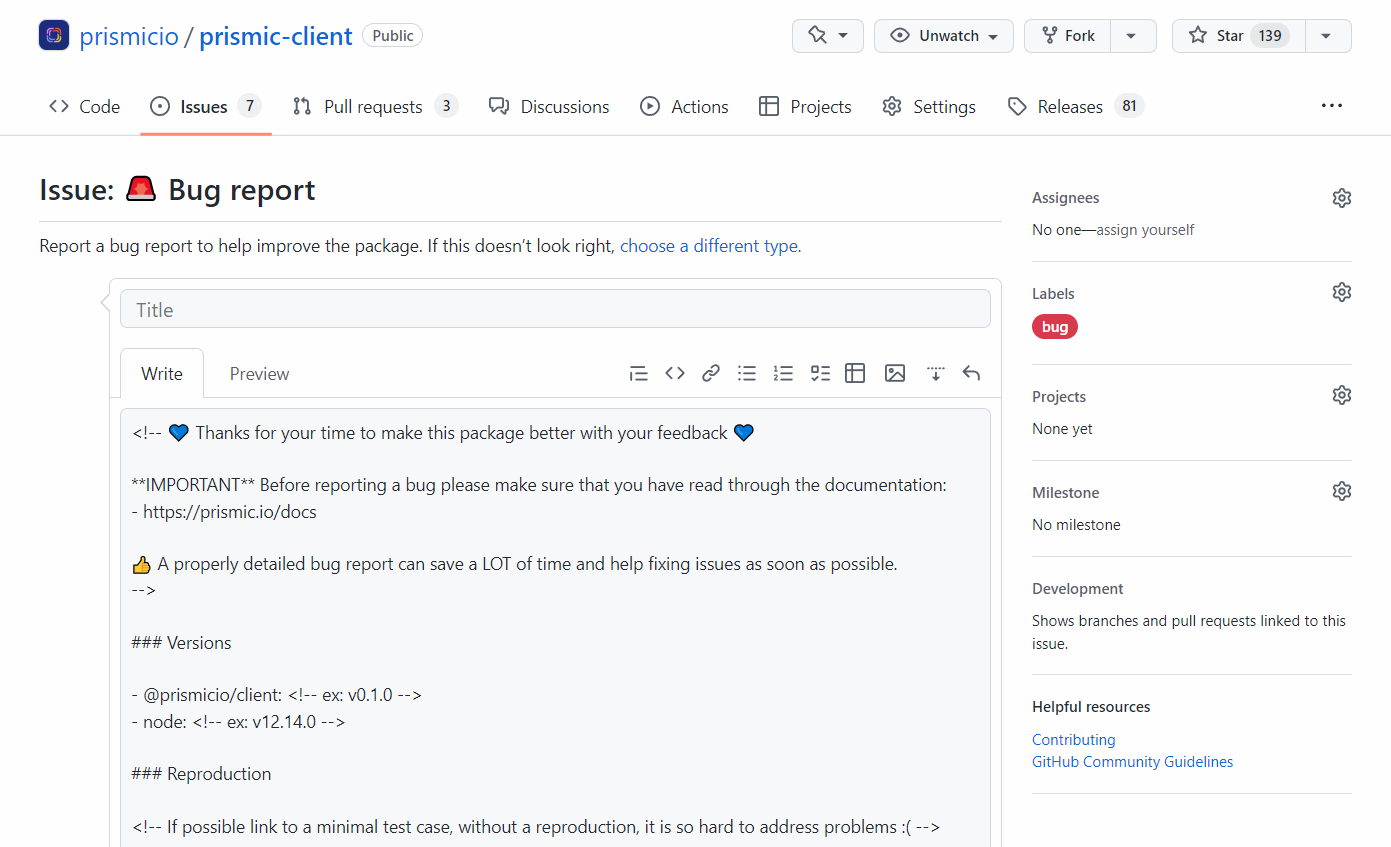 prismicio / prismic-client Public
Unwatch Fork Star 139
Code Issues 7 Pull requests 3 Discussions Actions Projects Settings Releases 81
Issue: 🚨 Bug report
Report a bug report to help improve the package. If this doesn’t look right, choose a different type.
Title
Write Preview
<!-- 💙 Thanks for your time to make this package better with your feedback 💙
**IMPORTANT** Before reporting a bug please make sure that you have read through the documentation:
- https://prismic.io/docs
👍 A properly detailed bug report can save a LOT of time and help fixing issues as soon as possible.
-->
### Versions
- @prismicio/client: <!-- ex: v0.1.0 -->
- node: <!-- ex: v12.14.0 -->
### Reproduction
<!-- If possible link to a minimal test case, without a reproduction, it is so hard to address problems :( -->
Assignees
No one—assign yourself
Labels
bug
Projects
None yet
Milestone
No milestone
Development
Shows branches and pull requests linked to this
issue.
Helpful resources
Contributing
GitHub Community Guidelines